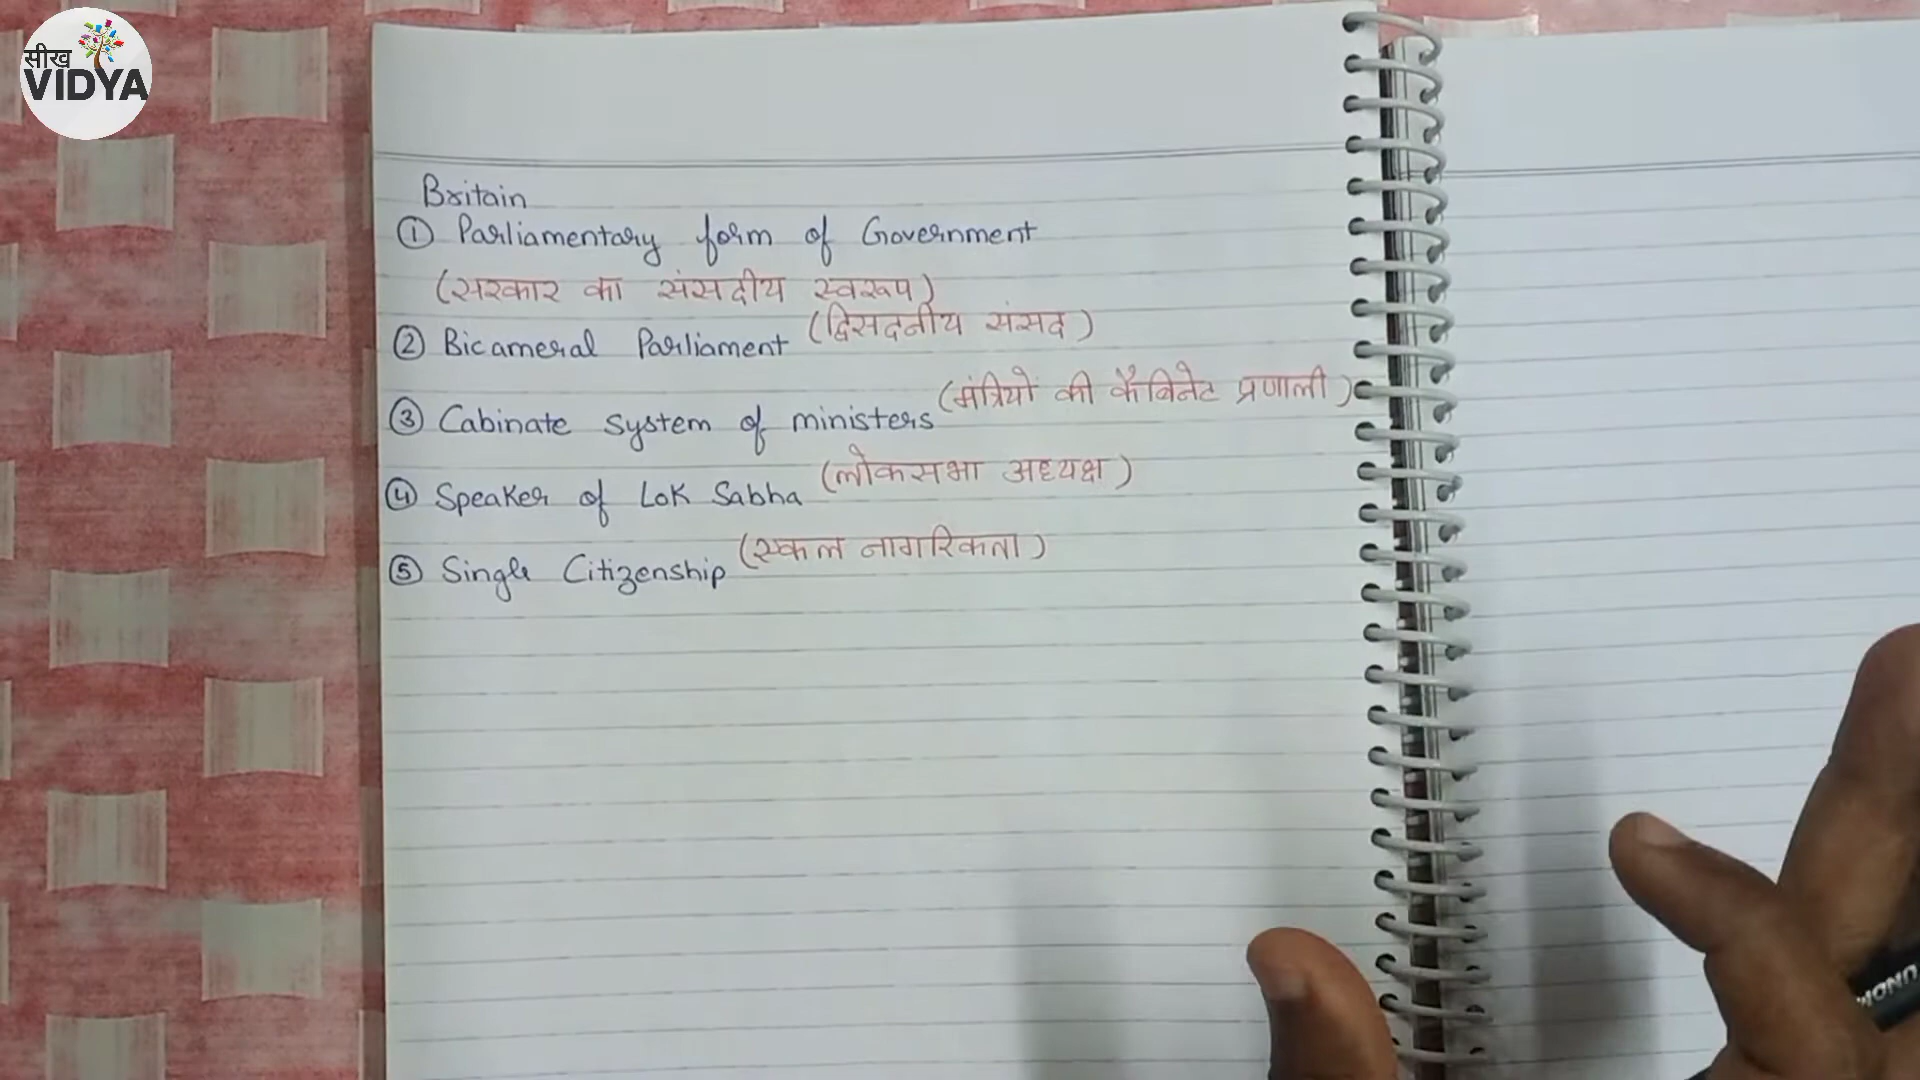 सीख
VIDYA
Britain
① Parliamentary form of Government
(सरकार का संसदीय स्वरूप)
② Bicameral Parliament (द्विसदनीय संसद)
③ Cabinate system of ministers (मंत्रियों की कैबिनेट प्रणाली)
④ Speaker of Lok Sabha (लोकसभा अध्यक्ष)
⑤ Single Citizenship (एकल नागरिकता)